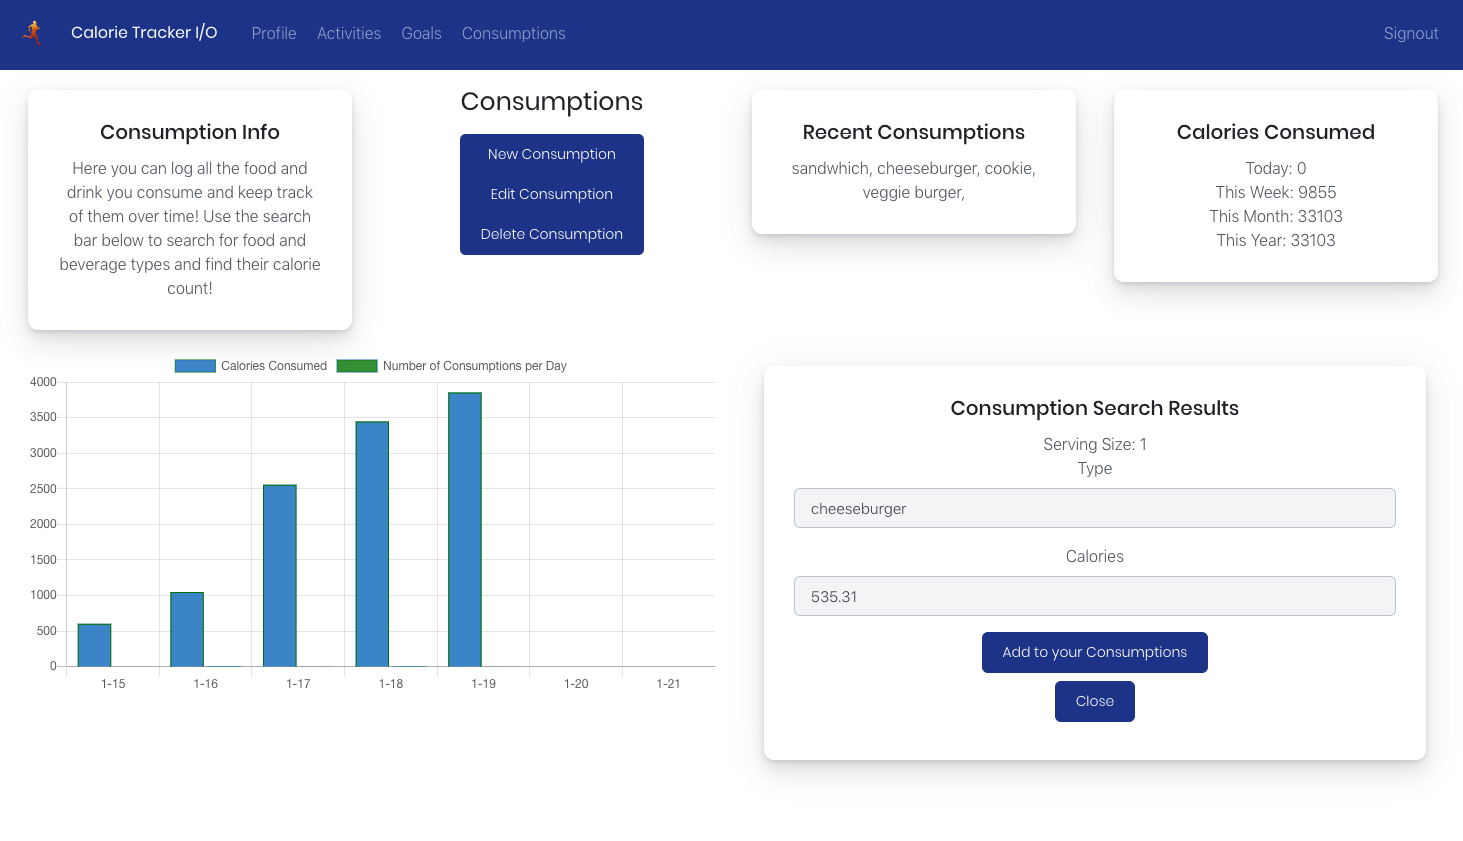 Calorie Tracker I/O
Profile
Activities
Goals
Consumptions
Signout
Consumption Info
Here you can log all the food and
drink you consume and keep track
of them over time! Use the search
bar below to search for food and
beverage types and find their calorie
count!
Consumptions
New Consumption
Edit Consumption
Delete Consumption
Recent Consumptions
sandwhich, cheeseburger, cookie,
veggie burger,
Calories Consumed
Today: 0
This Week: 9855
This Month: 33103
This Year: 33103
Calories Consumed
Number of Consumptions per Day
4000
3500
3000
2500
2000
1500
1000
500
0
1-15
1-16
1-17
1-18
1-19
1-20
1-21
Consumption Search Results
Serving Size: 1
Type
cheeseburger
Calories
535.31
Add to your Consumptions
Close